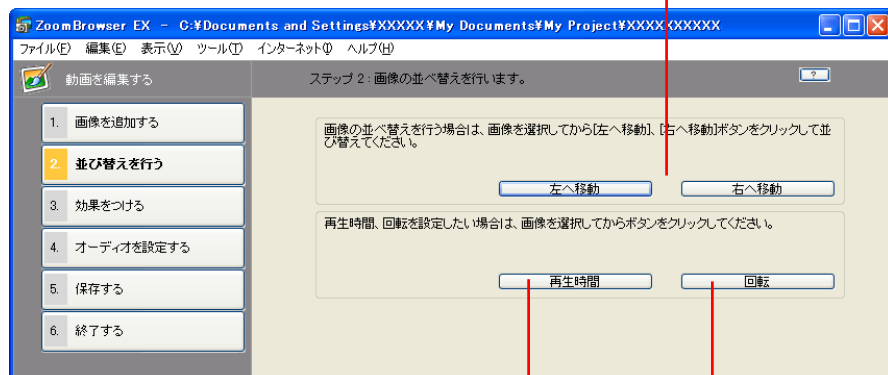 ZoomBrowser EX - C:¥Documents and Settings¥XXXXX¥My Documents¥My Project¥XXXXXXXXXX
ファイル(F) 編集(E) 表示(V) ツール(T) インターネット(I) ヘルプ(H)
動画を編集する
ステップ 2 : 画像の並べ替えを行います。
?
1. 画像を追加する
2. 並び替えを行う
3. 効果をつける
4. オーディオを設定する
5. 保存する
6. 終了する
画像の並べ替えを行う場合は、画像を選択してから[左へ移動]、[右へ移動]ボタンをクリックして並
び替えてください。
左へ移動 右へ移動
再生時間、回転を設定したい場合は、画像を選択してからボタンをクリックしてください。
再生時間 回転